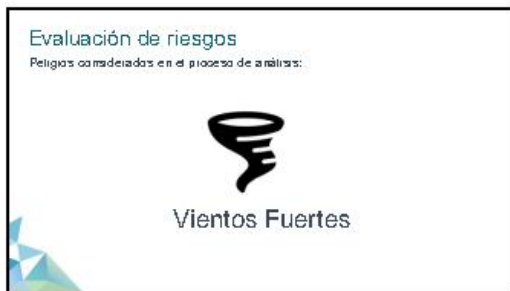 Evaluación de riesgos
Peligros considerados en el proceso de análisis:
Vientos Fuertes